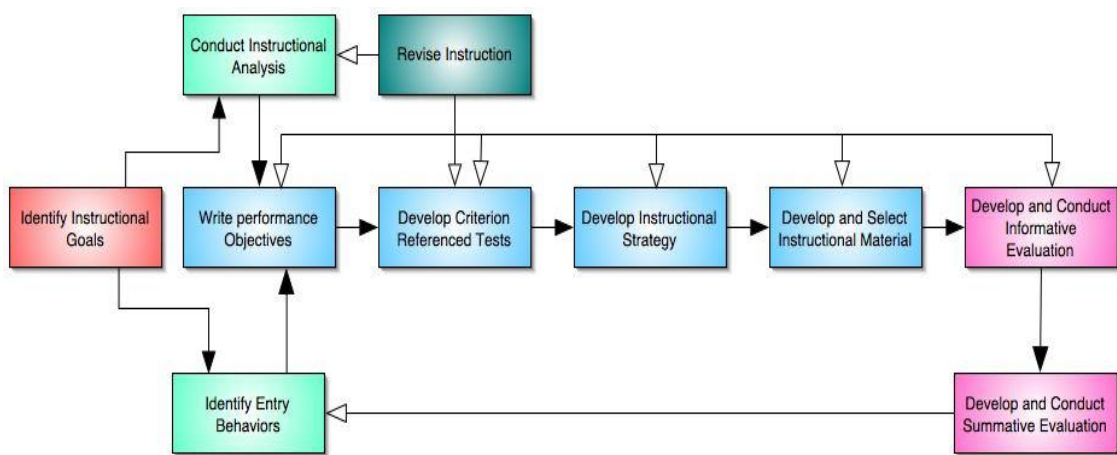 Conduct Instructional
Analysis
Revise Instruction
Identify Instructional
Goals
Write performance
Objectives
Develop Criterion
Referenced Tests
Develop Instructional
Strategy
Develop and Select
Instructional Material
Develop and Conduct
Informative
Evaluation
Identify Entry
Behaviors
Develop and Conduct
Summative Evaluation